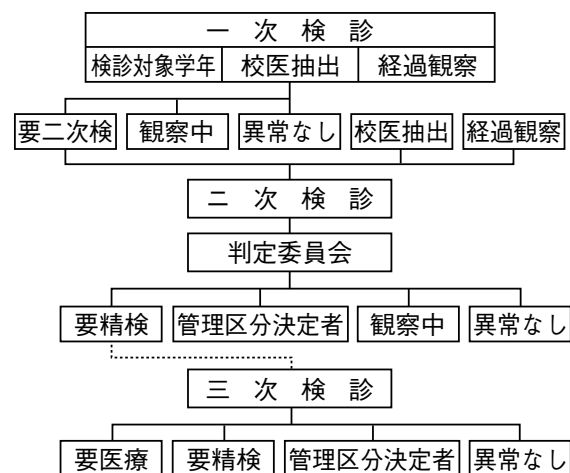 一次検診
検診対象学年 校医抽出 経過観察
要二次検 観察中 異常なし 校医抽出 経過観察
二次検診
判定委員会
要精検 管理区分決定者 観察中 異常なし
三次検診
要医療 要精検 管理区分決定者 異常なし